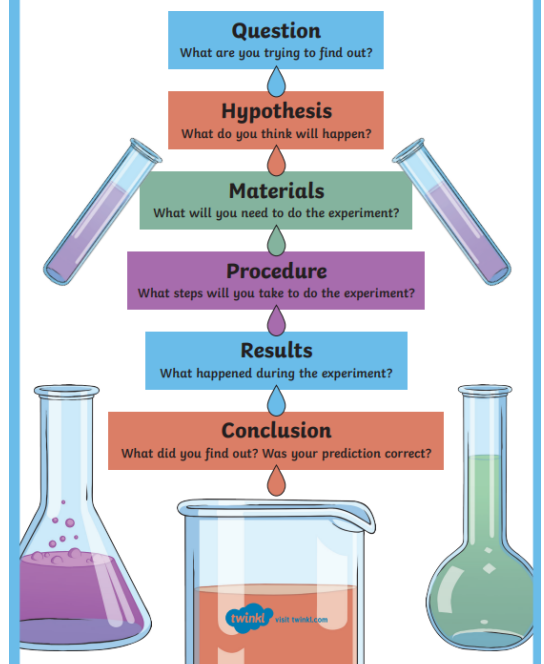 Question
What are you trying to find out?
Hypothesis
What do you think will happen?
Materials
What will you need to do the experiment?
Procedure
What steps will you take to do the experiment?
Results
What happened during the experiment?
Conclusion
What did you find out? Was your prediction correct?
twinkl visit twinkl.com